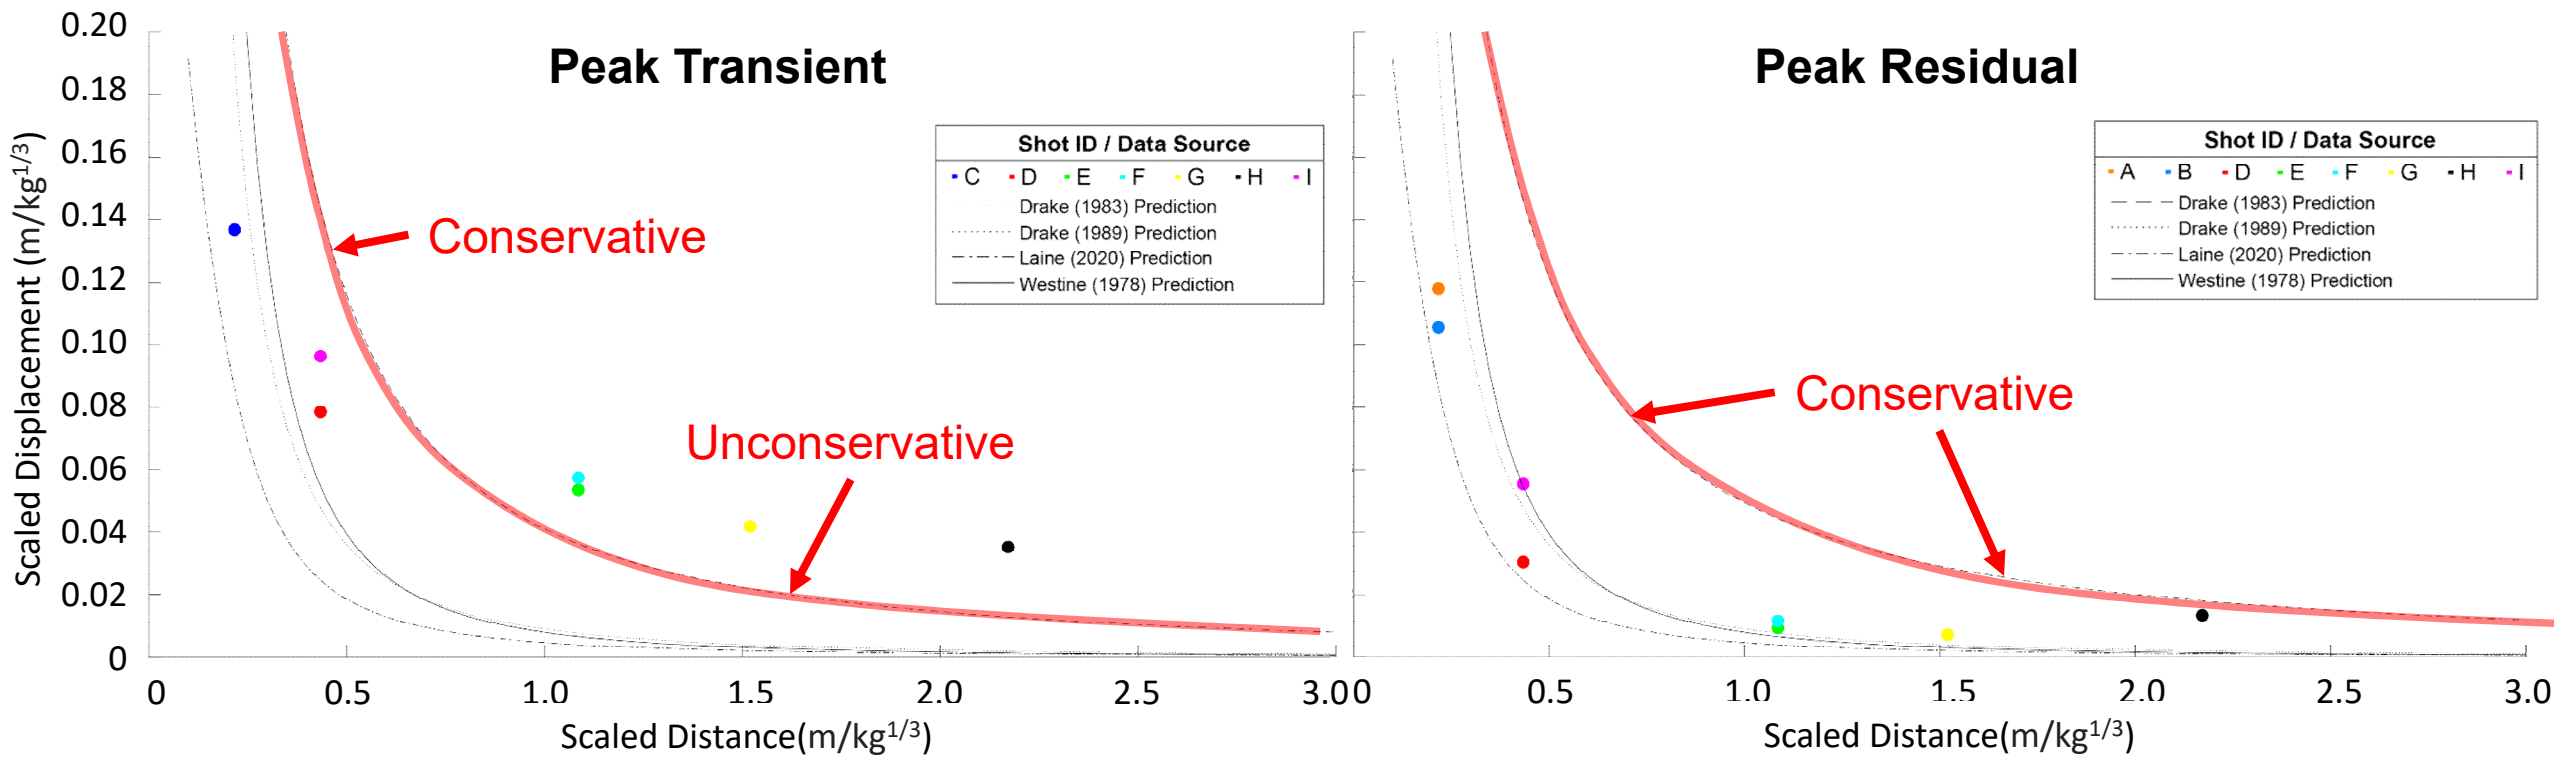 Peak Transient
Scaled Displacement (m/kg1/3)
0.20
0.18
0.16
0.14
0.12
0.10
0.08
0.06
0.04
0.02
0
Shot ID / Data Source
C D E F G H I
Drake (1983) Prediction
Drake (1989) Prediction
Laine (2020) Prediction
Westine (1978) Prediction
Conservative
Unconservative
0 0.5 1.0 1.5 2.0 2.5 3.0
Scaled Distance(m/kg1/3)
Peak Residual
Shot ID / Data Source
A B D E F G H I
Drake (1983) Prediction
Drake (1989) Prediction
Laine (2020) Prediction
Westine (1978) Prediction
Conservative
0 0.5 1.0 1.5 2.0 2.5 3.0
Scaled Distance(m/kg1/3)